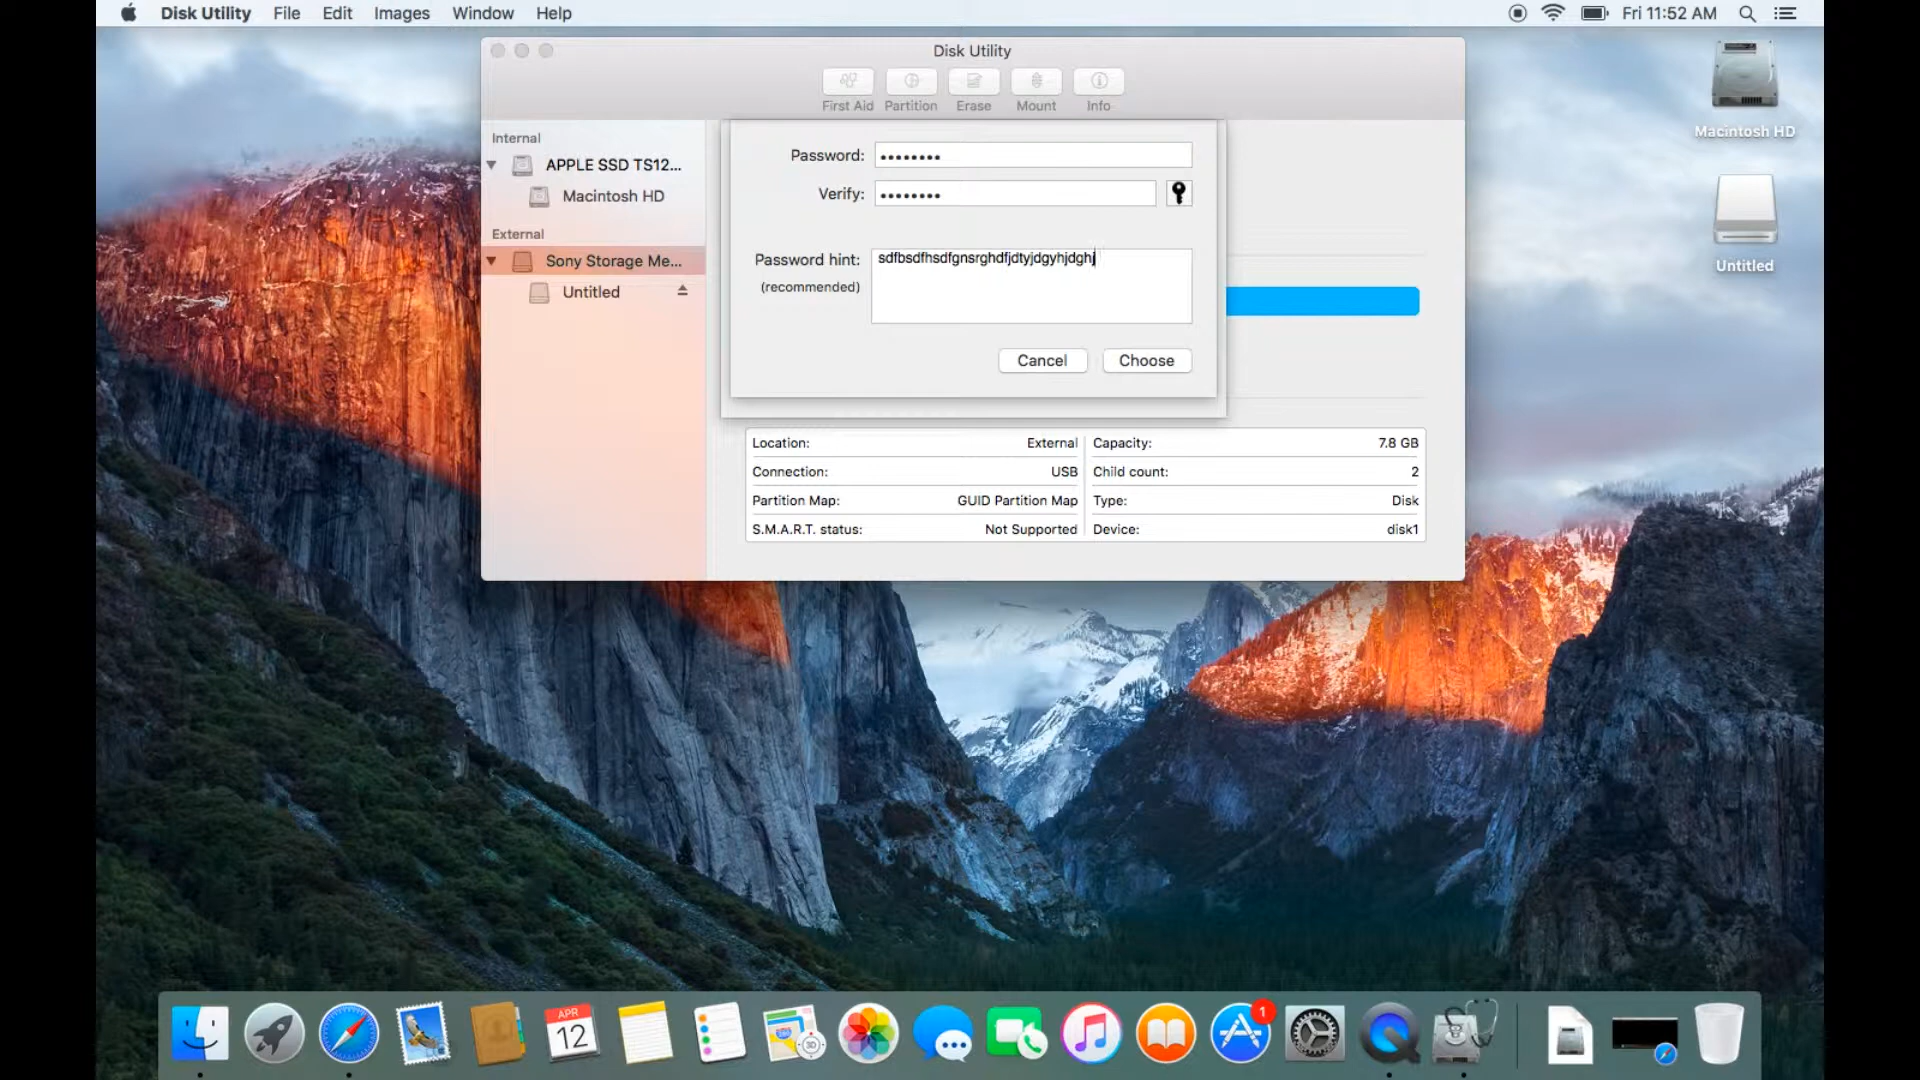 Disk Utility File Edit Images Window Help Fri 11:52 AM
Disk Utility
First Aid Partition Erase Mount Info
Macintosh HD
Untitled
Internal
APPLE SSD TS12...
Macintosh HD
External
Sony Storage Me...
Untitled
Password: ••••••••
Verify: ••••••••
Password hint: sdfbsdfhsdfgnsrghdfjdtyjdgyhjdghj
(recommended)
Cancel Choose
Location: External Capacity: 7.8 GB
Connection: USB Child count: 2
Partition Map: GUID Partition Map Type: Disk
S.M.A.R.T. status: Not Supported Device: disk1
APR
12
3D
1